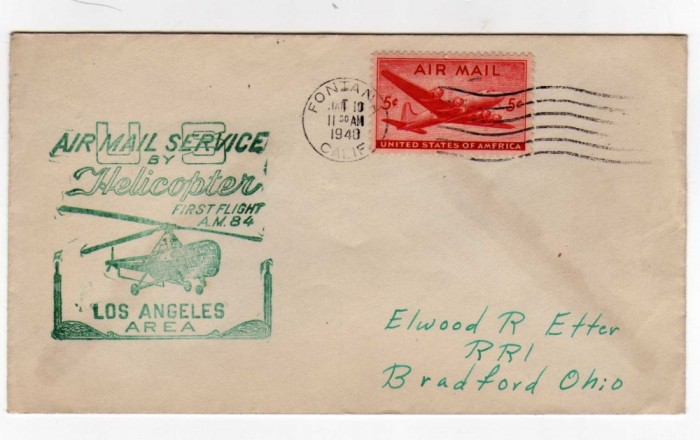 U S
AIR MAIL SERVICE
BY
Helicopter
FIRST FLIGHT
A.M. 84
LOS ANGELES
AREA
FONTANA
11 30 AM
1948
CALIF.
AIR MAIL
5¢ 5¢
UNITED STATES OF AMERICA
Elwood R Etter
RR1
Bradford Ohio